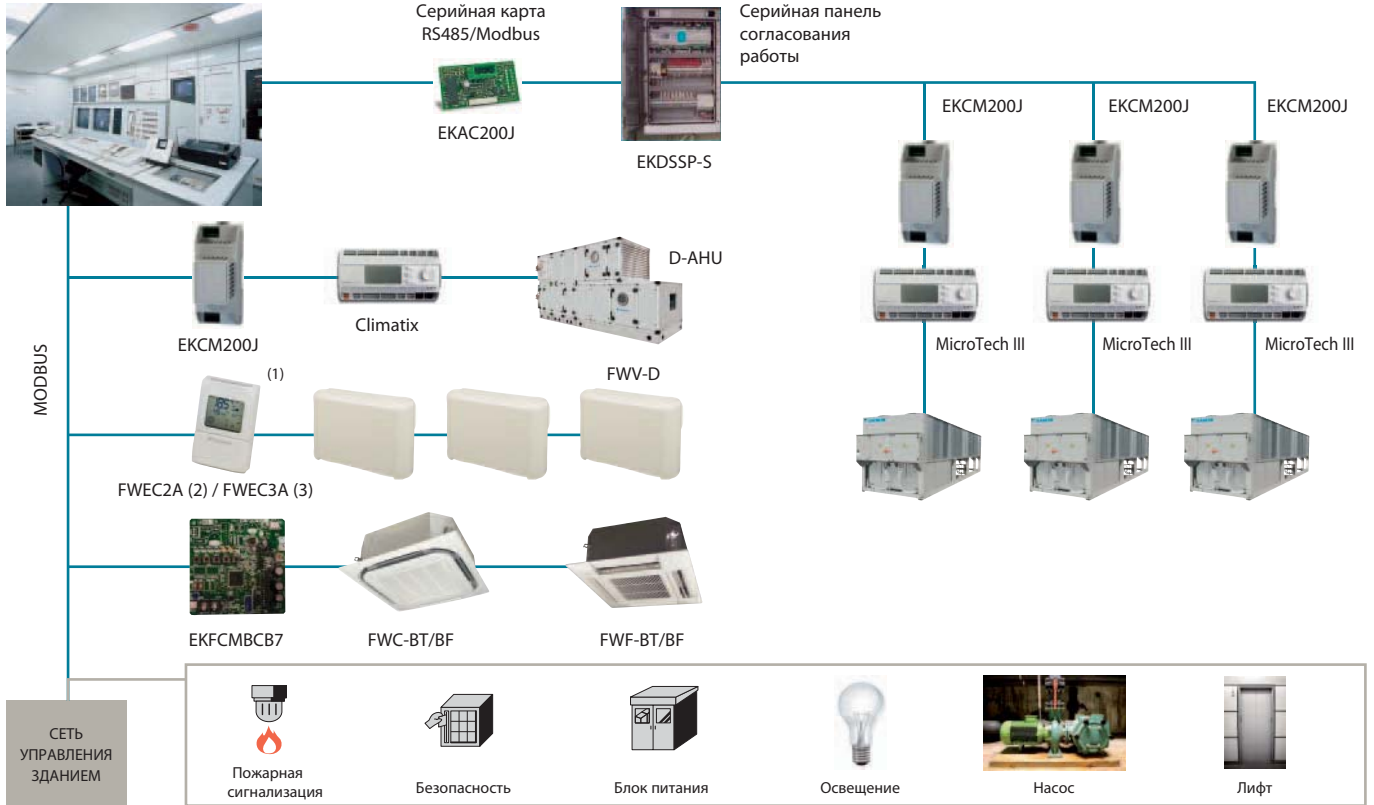 Серийная карта
RS485/Modbus
EKAC200J
Серийная панель
согласования
работы
EKDSSP-S
EKCM200J
EKCM200J
EKCM200J
MicroTech III
MicroTech III
MicroTech III
MODBUS
EKCM200J
Climatix
D-AHU
(1)
FWV-D
FWEC2A (2) / FWEC3A (3)
EKFCMBCB7
FWC-BT/BF
FWF-BT/BF
СЕТЬ
УПРАВЛЕНИЯ
ЗДАНИЕМ
Пожарная
сигнализация
Безопасность
Блок питания
Освещение
Насос
Лифт